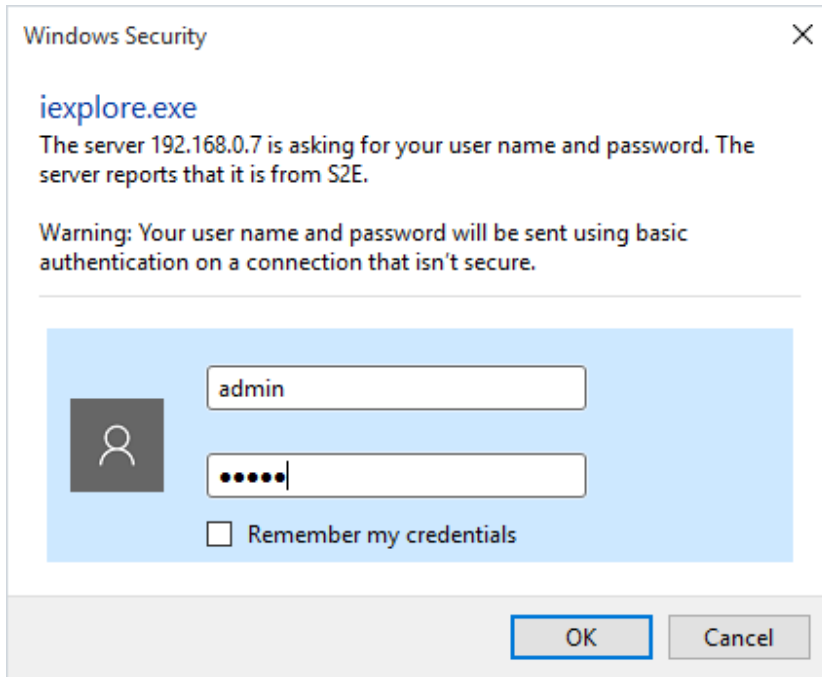 Windows Security
iexplore.exe
The server 192.168.0.7 is asking for your user name and password. The
server reports that it is from S2E.
Warning: Your user name and password will be sent using basic
authentication on a connection that isn’t secure.
admin
●●●●●
Remember my credentials
OK Cancel